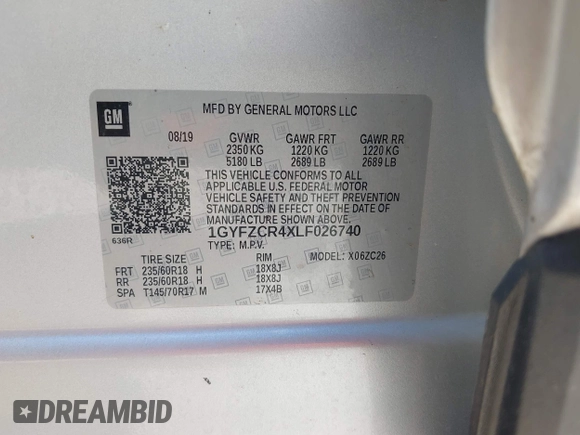 GM
MFD BY GENERAL MOTORS LLC
08/19 GVWR GAWR FRT GAWR RR
2350 KG 1220 KG 1220 KG
5180 LB 2689 LB 2689 LB
THIS VEHICLE CONFORMS TO ALL
APPLICABLE U.S. FEDERAL MOTOR
VEHICLE SAFETY AND THEFT PREVENTION
STANDARDS IN EFFECT ON THE DATE OF
MANUFACTURE SHOWN ABOVE.
1GYFZCR4XLF026740
636R
TYPE: M.P.V.
TIRE SIZE RIM MODEL: X06ZC26
FRT 235/60R18 H 18X8J
RR 235/60R18 H 18X8J
SPA T145/70R17 M 17X4B
DREAMBID